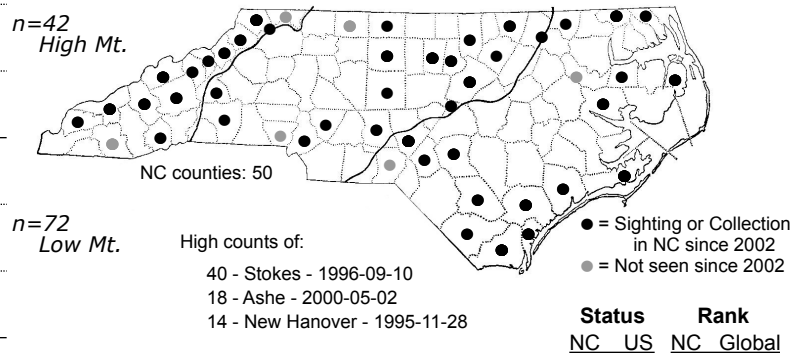 n=42
High Mt.
NC counties: 50
n=72
Low Mt.
High counts of:
40 - Stokes - 1996-09-10
18 - Ashe - 2000-05-02
14 - New Hanover - 1995-11-28
= Sighting or Collection
in NC since 2002
= Not seen since 2002
Status Rank
NC US NC Global